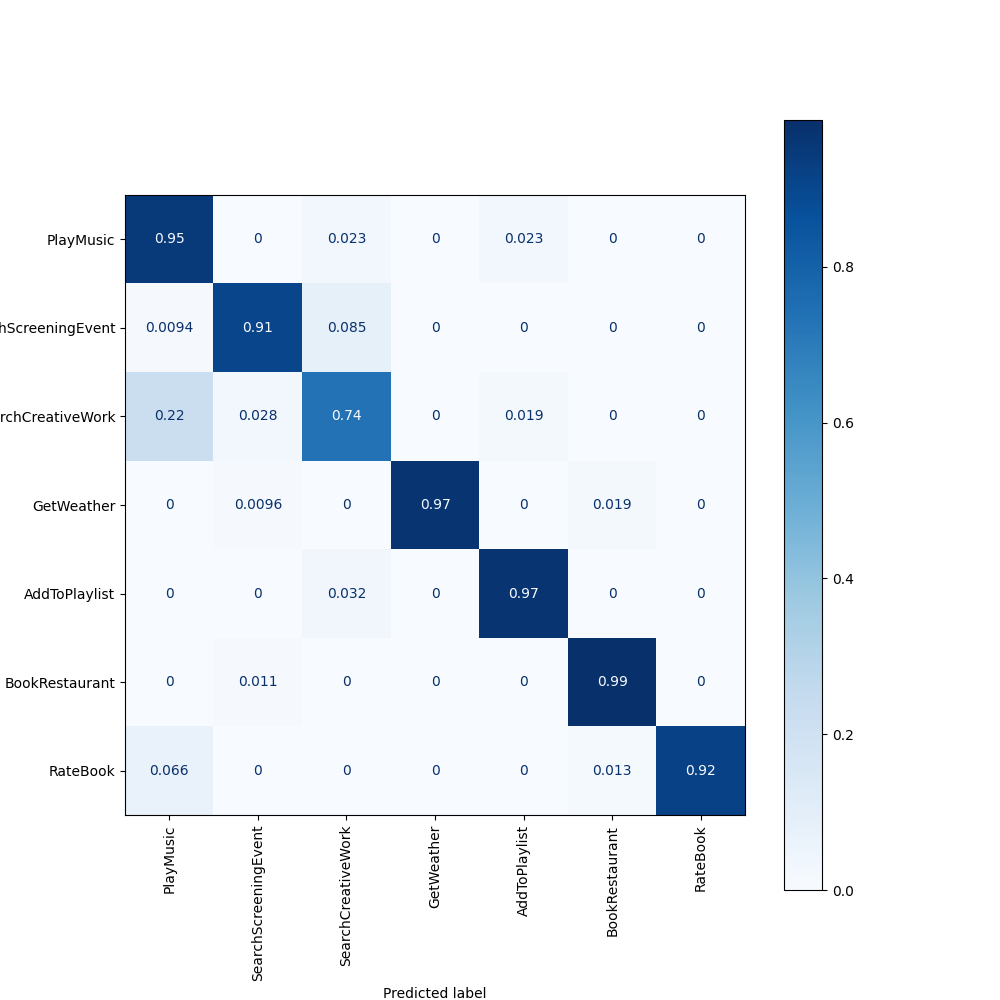 PlayMusic 0.95 0 0.023 0 0.023 0 0
hScreeningEvent 0.0094 0.91 0.085 0 0 0 0
rchCreativeWork 0.22 0.028 0.74 0 0.019 0 0
GetWeather 0 0.0096 0 0.97 0 0.019 0
AddToPlaylist 0 0 0.032 0 0.97 0 0
BookRestaurant 0 0.011 0 0 0 0.99 0
RateBook 0.066 0 0 0 0 0.013 0.92
PlayMusic
SearchScreeningEvent
SearchCreativeWork
GetWeather
AddToPlaylist
BookRestaurant
RateBook
Predicted label
0.8
0.6
0.4
0.2
0.0